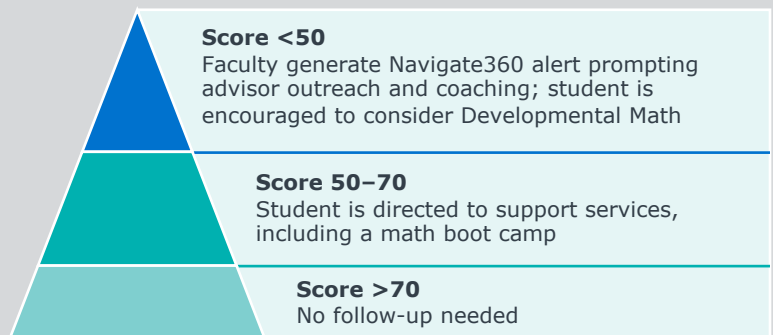 Score <50
Faculty generate Navigate360 alert prompting
advisor outreach and coaching; student is
encouraged to consider Developmental Math
Score 50–70
Student is directed to support services,
including a math boot camp
Score >70
No follow-up needed